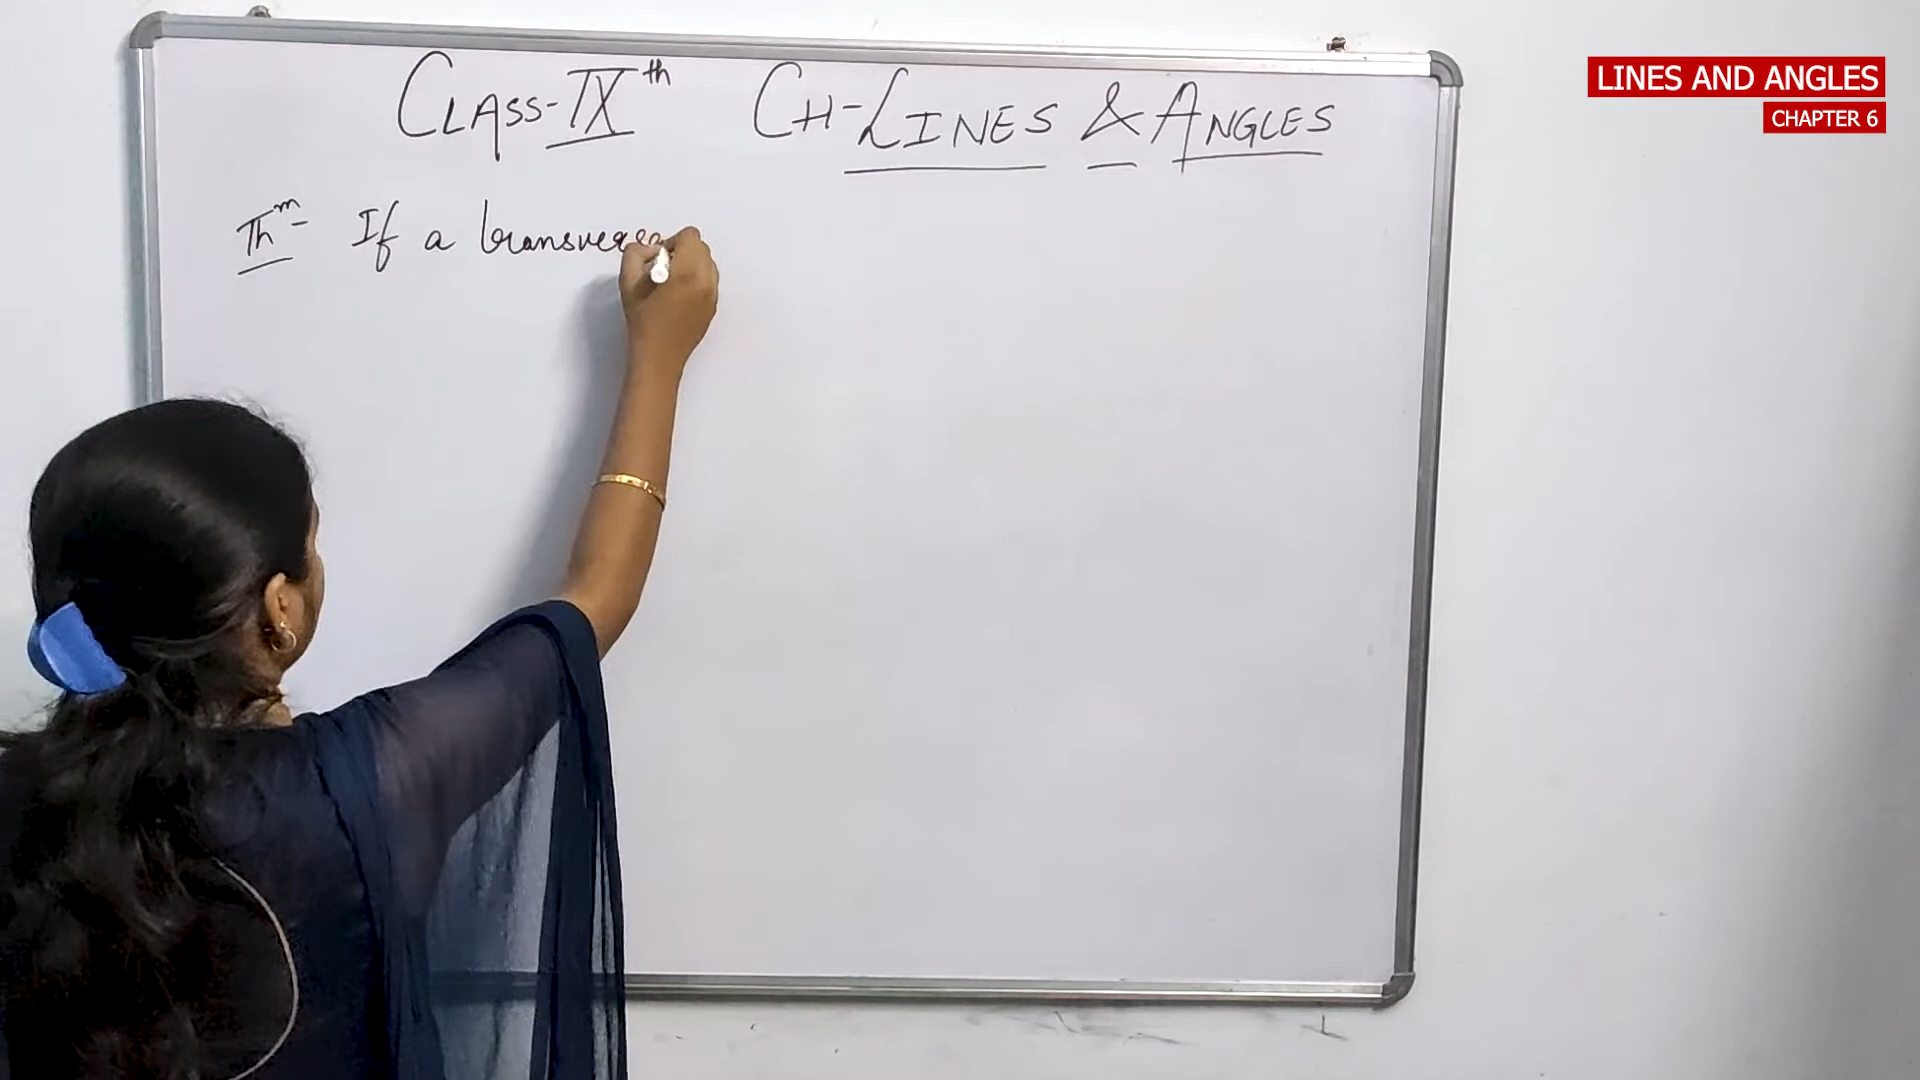 CLASS-IXth CH-LINES & ANGLES
Thm- If a
LINES AND ANGLES
CHAPTER 6